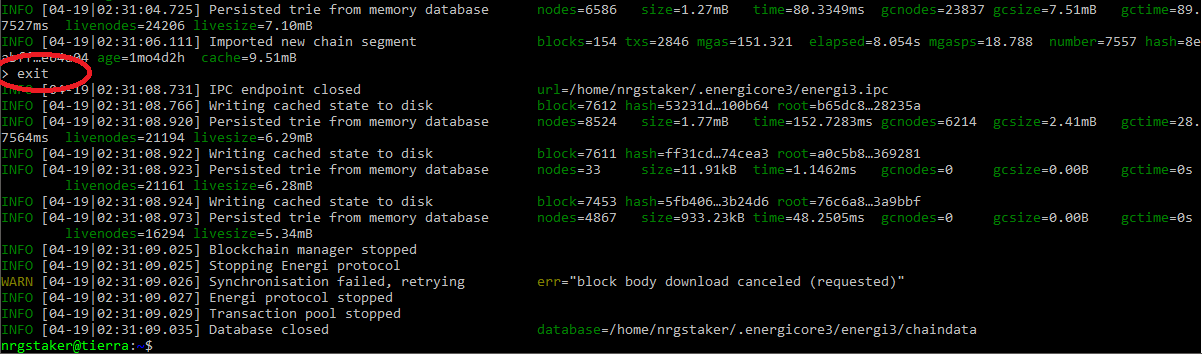 INFO [04-19|02:31:04.725] Persisted trie from memory database nodes=6586 size=1.27mB time=80.3349ms gcnodes=23837 gcsize=7.51mB gctime=89.
7527ms livenodes=24206 livesize=7.10mB
INFO [04-19|02:31:06.111] Imported new chain segment blocks=154 txs=2846 mgas=151.321 elapsed=8.054s mgasps=18.788 number=7557 hash=8e
age=1mo4d2h cache=9.51mB
> exit
INFO [04-19|02:31:08.731] IPC endpoint closed url=/home/nrgstaker/.energicore3/energi3.ipc
INFO [04-19|02:31:08.766] Writing cached state to disk block=7612 hash=53231d…100b64 root=b65dc8…28235a
INFO [04-19|02:31:08.920] Persisted trie from memory database nodes=8524 size=1.77mB time=152.7283ms gcnodes=6214 gcsize=2.41mB gctime=28.
7564ms livenodes=21194 livesize=6.29mB
INFO [04-19|02:31:08.922] Writing cached state to disk block=7611 hash=ff31cd…74cea3 root=a0c5b8…369281
INFO [04-19|02:31:08.923] Persisted trie from memory database nodes=33 size=11.91kB time=1.1462ms gcnodes=0 gcsize=0.00B gctime=0s
livenodes=21161 livesize=6.28mB
INFO [04-19|02:31:08.924] Writing cached state to disk block=7453 hash=5fb406…3b24d6 root=76c6a8…3a9bbf
INFO [04-19|02:31:08.973] Persisted trie from memory database nodes=4867 size=933.23kB time=48.2505ms gcnodes=0 gcsize=0.00B gctime=0s
livenodes=16294 livesize=5.34mB
INFO [04-19|02:31:09.025] Blockchain manager stopped
INFO [04-19|02:31:09.025] Stopping Energi protocol
WARN [04-19|02:31:09.026] Synchronisation failed, retrying err="block body download canceled (requested)"
INFO [04-19|02:31:09.027] Energi protocol stopped
INFO [04-19|02:31:09.029] Transaction pool stopped
INFO [04-19|02:31:09.035] Database closed database=/home/nrgstaker/.energicore3/energi3/chaindata
nrgstaker@tierra:~$